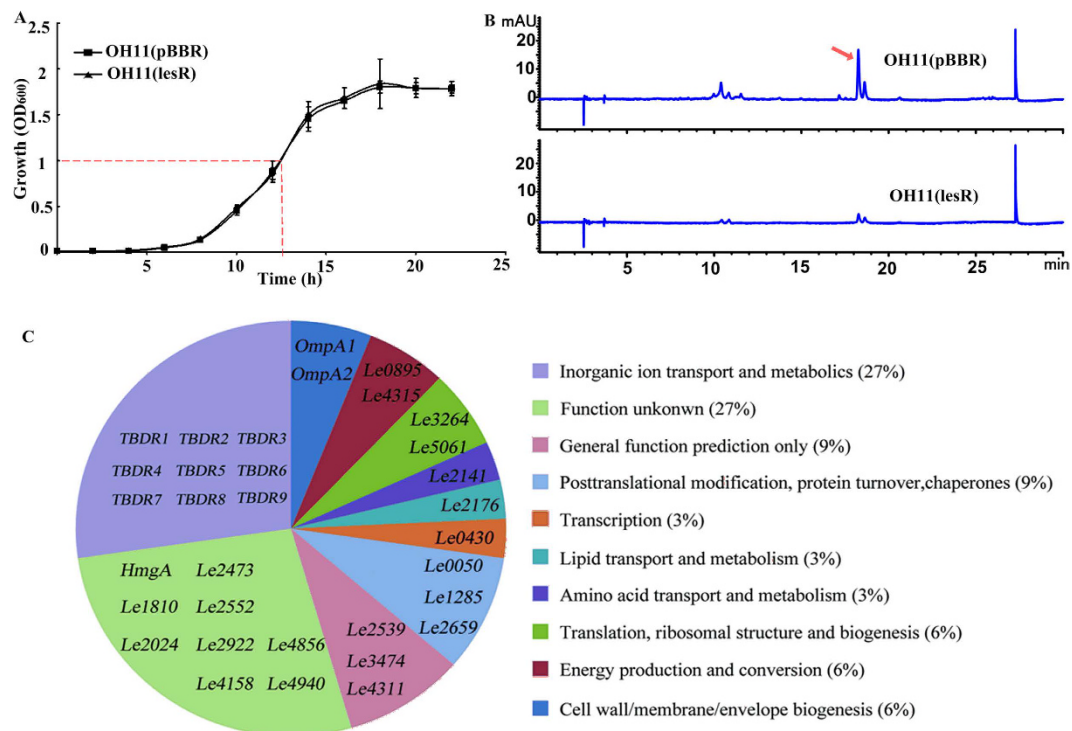 A
2.5
2
1.5
1
0.5
0
Growth (OD600)
OH11(pBBR)
OH11(lesR)
5
10
15
20
25
Time (h)
B
mAU
20
10
0
OH11(pBBR)
20
10
0
OH11(lesR)
5
10
15
20
25
min
C
OmpA1
OmpA2
Le0895
Le4315
Le3264
Le5061
Le2141
Le2176
Le0430
Le0050
Le1285
Le2659
Le2539
Le3474
Le4311
TBDR1 TBDR2 TBDR3
TBDR4 TBDR5 TBDR6
TBDR7 TBDR8 TBDR9
HmgA Le2473
Le1810 Le2552
Le2024 Le2922 Le4856
Le4158 Le4940
Inorganic ion transport and metabolics (27%)
Function unkonwn (27%)
General function prediction only (9%)
Posttranslational modification, protein turnover,chaperones (9%)
Transcription (3%)
Lipid transport and metabolism (3%)
Amino acid transport and metabolism (3%)
Translation, ribosomal structure and biogenesis (6%)
Energy production and conversion (6%)
Cell wall/membrane/envelope biogenesis (6%)